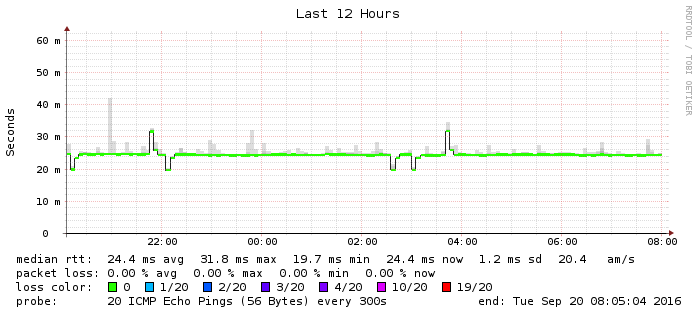 Last 12 Hours
RRDTOOL / TOBI OETIKER
Seconds
60 m
50 m
40 m
30 m
20 m
10 m
0
22:00 00:00 02:00 04:00 06:00 08:00
median rtt: 24.4 ms avg 31.8 ms max 19.7 ms min 24.4 ms now 1.2 ms sd 20.4 am/s
packet loss: 0.00 % avg 0.00 % max 0.00 % min 0.00 % now
loss color: 0 1/20 2/20 3/20 4/20 10/20 19/20
probe: 20 ICMP Echo Pings (56 Bytes) every 300s end: Tue Sep 20 08:05:04 2016